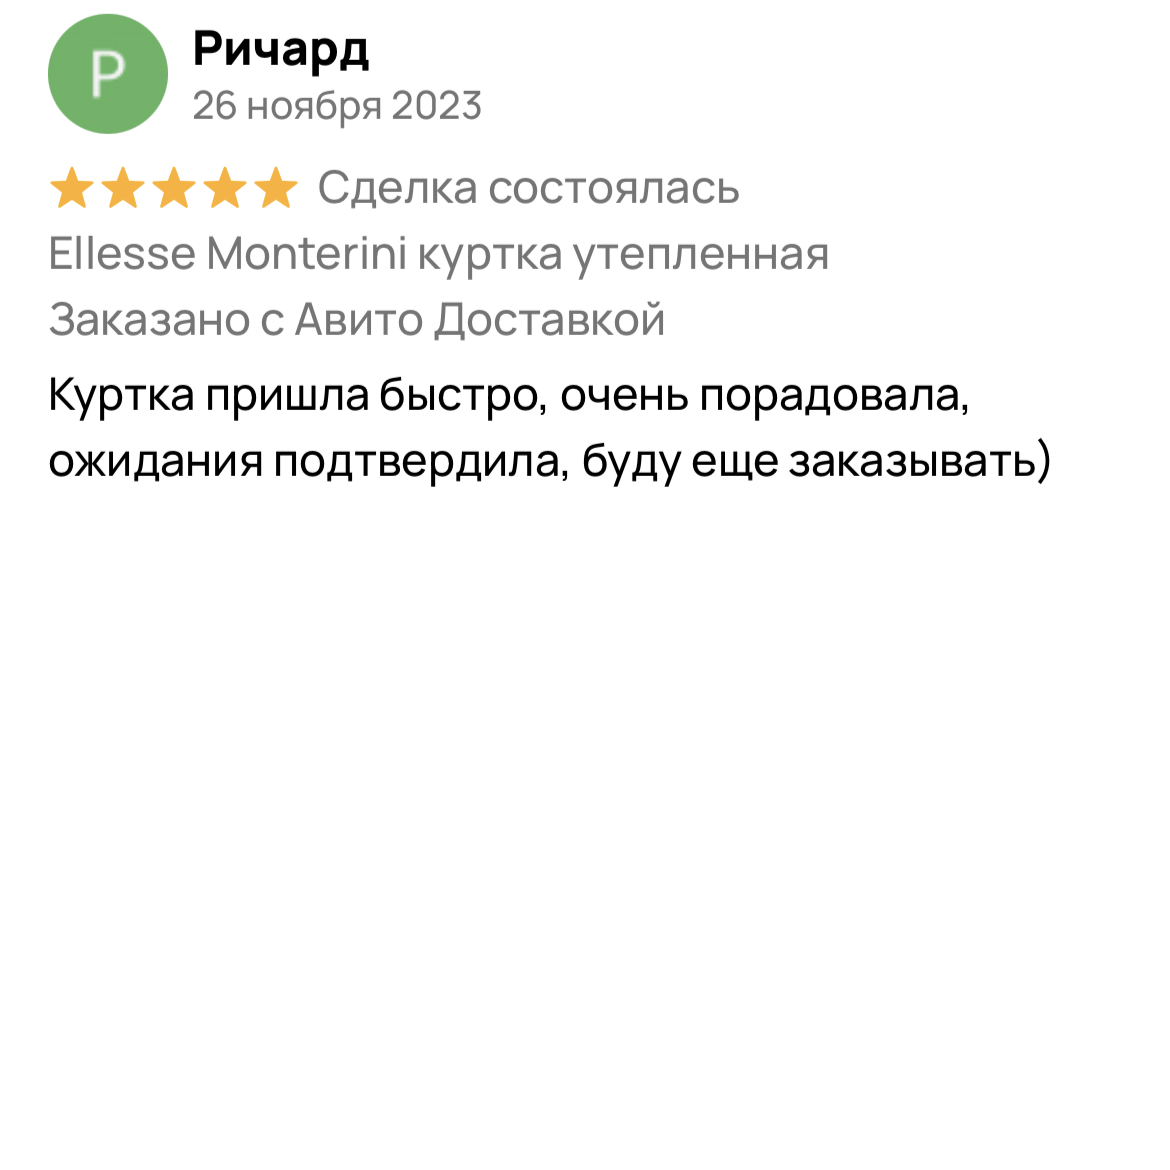 Р
Ричард
26 ноября 2023
Сделка состоялась
Ellesse Monterini куртка утепленная
Заказано с Авито Доставкой
Куртка пришла быстро, очень порадовала,
ожидания подтвердила, буду еще заказывать)